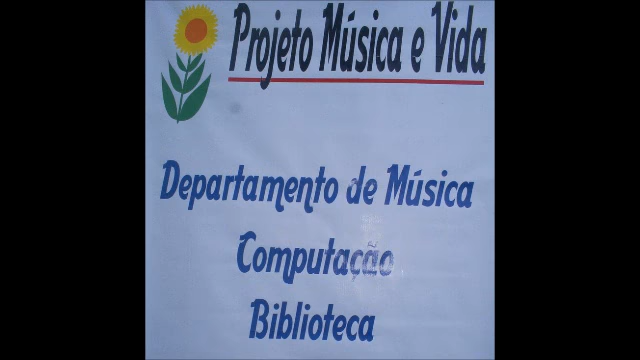 Projeto Música e Vida
Departamento de Música
Computação
Biblioteca